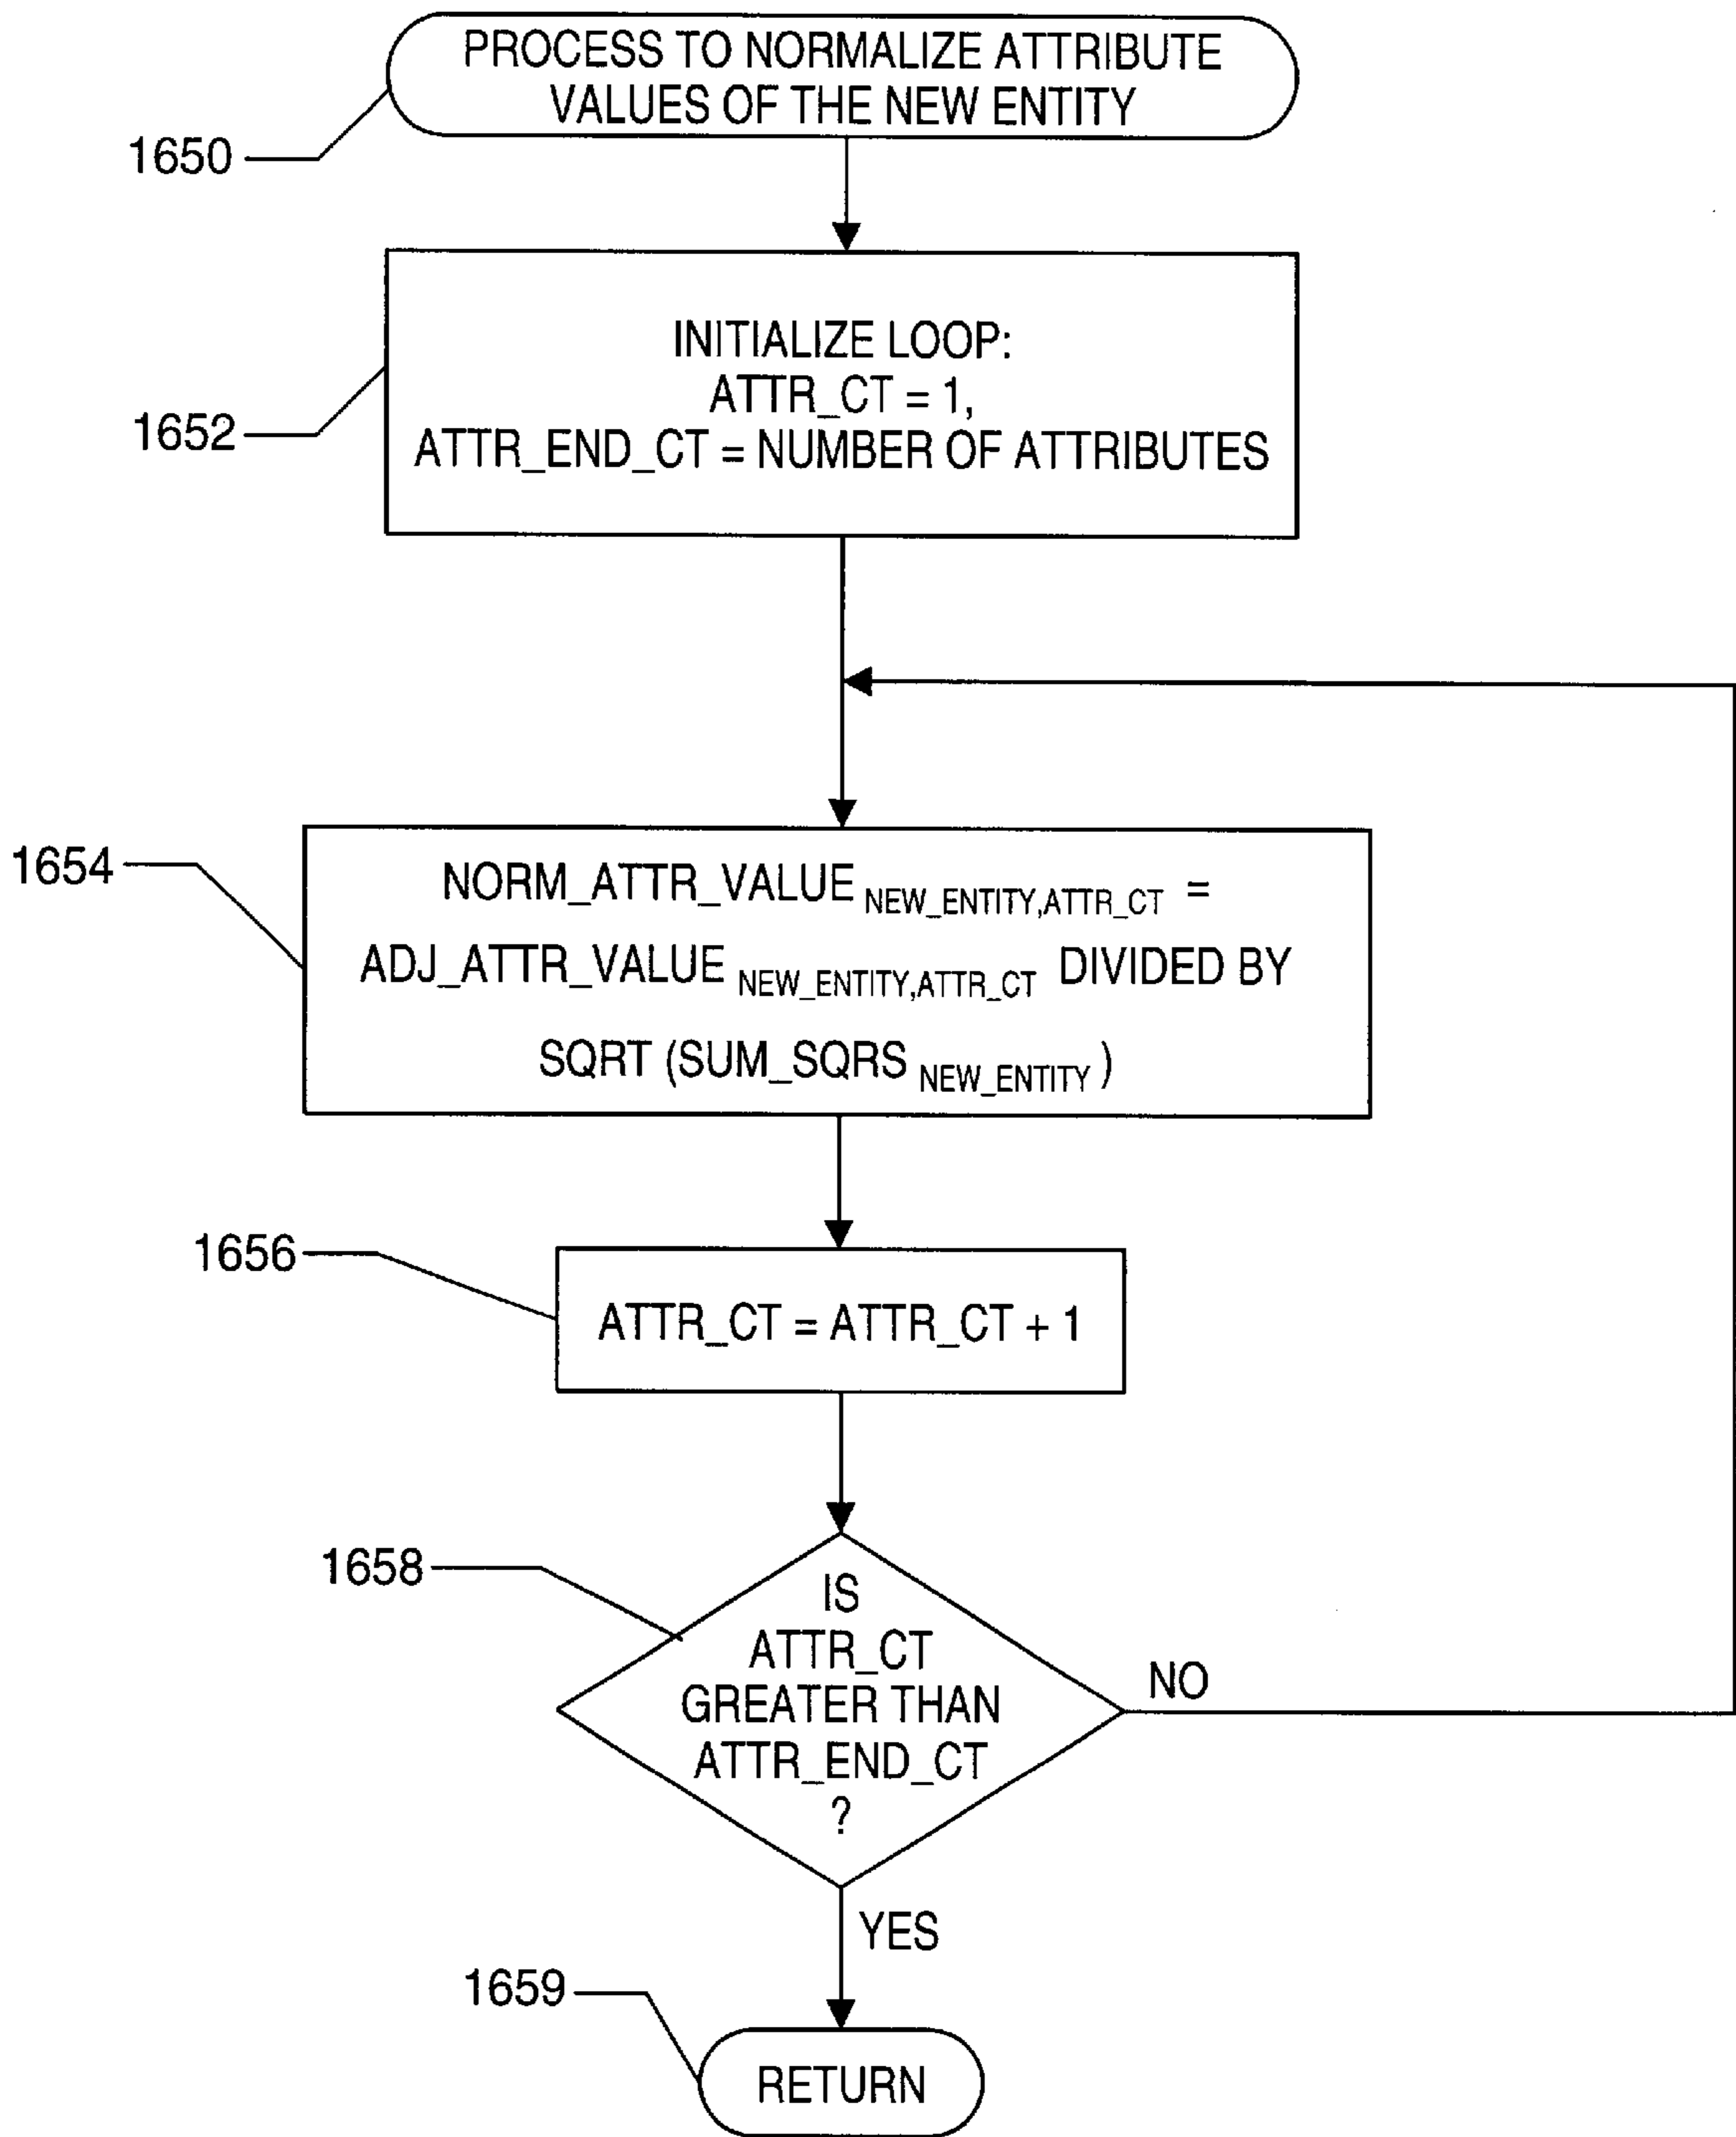 PROCESS TO NORMALIZE ATTRIBUTE
VALUES OF THE NEW ENTITY
1650
INITIALIZE LOOP:
ATTR_CT = 1,
ATTR_END_CT = NUMBER OF ATTRIBUTES
1652
1654
NORM_ATTR_VALUE NEW_ENTITY,ATTR_CT =
ADJ_ATTR_VALUE NEW_ENTITY,ATTR_CT DIVIDED BY
SQRT (SUM_SQRS NEW_ENTITY )
1656
ATTR_CT = ATTR_CT + 1
1658
IS
ATTR_CT
GREATER THAN
ATTR_END_CT
?
NO
YES
1659
RETURN